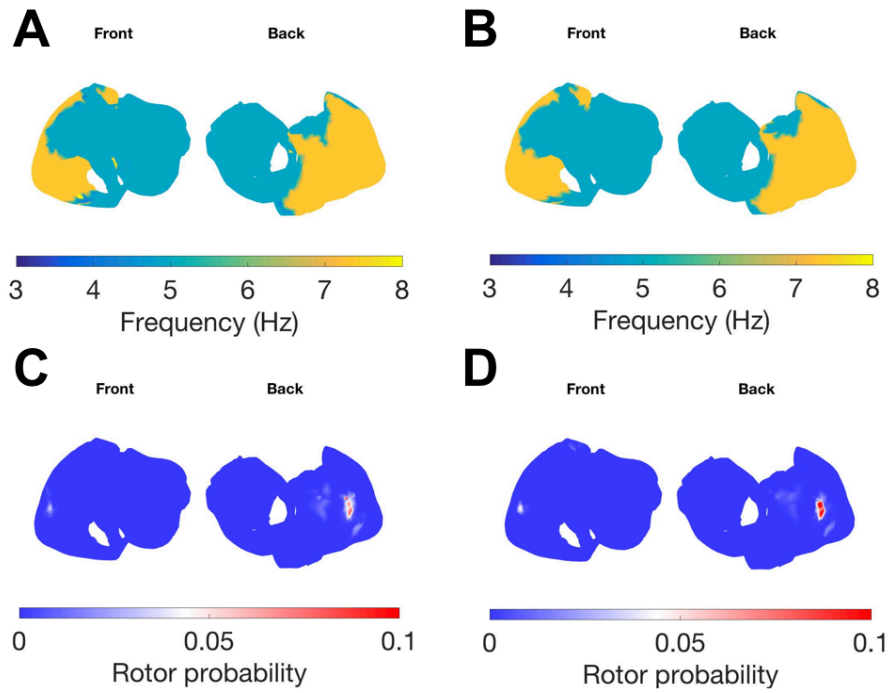 A
Front
Back
3 4 5 6 7 8
Frequency (Hz)
B
Front
Back
3 4 5 6 7 8
Frequency (Hz)
C
Front
Back
0 0.05 0.1
Rotor probability
D
Front
Back
0 0.05 0.1
Rotor probability